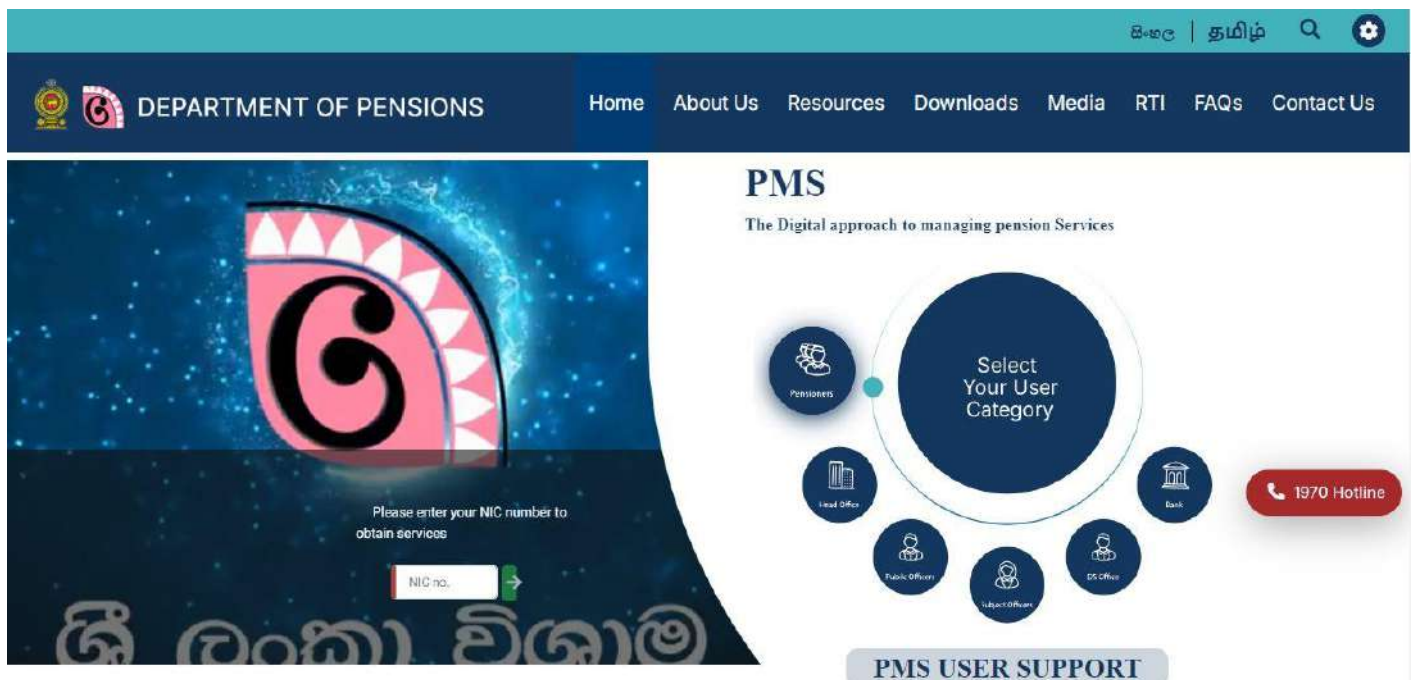 සිංහල | தமிழ்
DEPARTMENT OF PENSIONS
Home About Us Resources Downloads Media RTI FAQs Contact Us
PMS
The Digital approach to managing pension Services
Select
Your User
Category
Pensioners
Head Office
Public Officers
Subject Officers
DS Office
Bank
1970 Hotline
Please enter your NIC number to
obtain services
NIC no.
ශ්‍රී ලංකා විශ්‍රාම
PMS USER SUPPORT